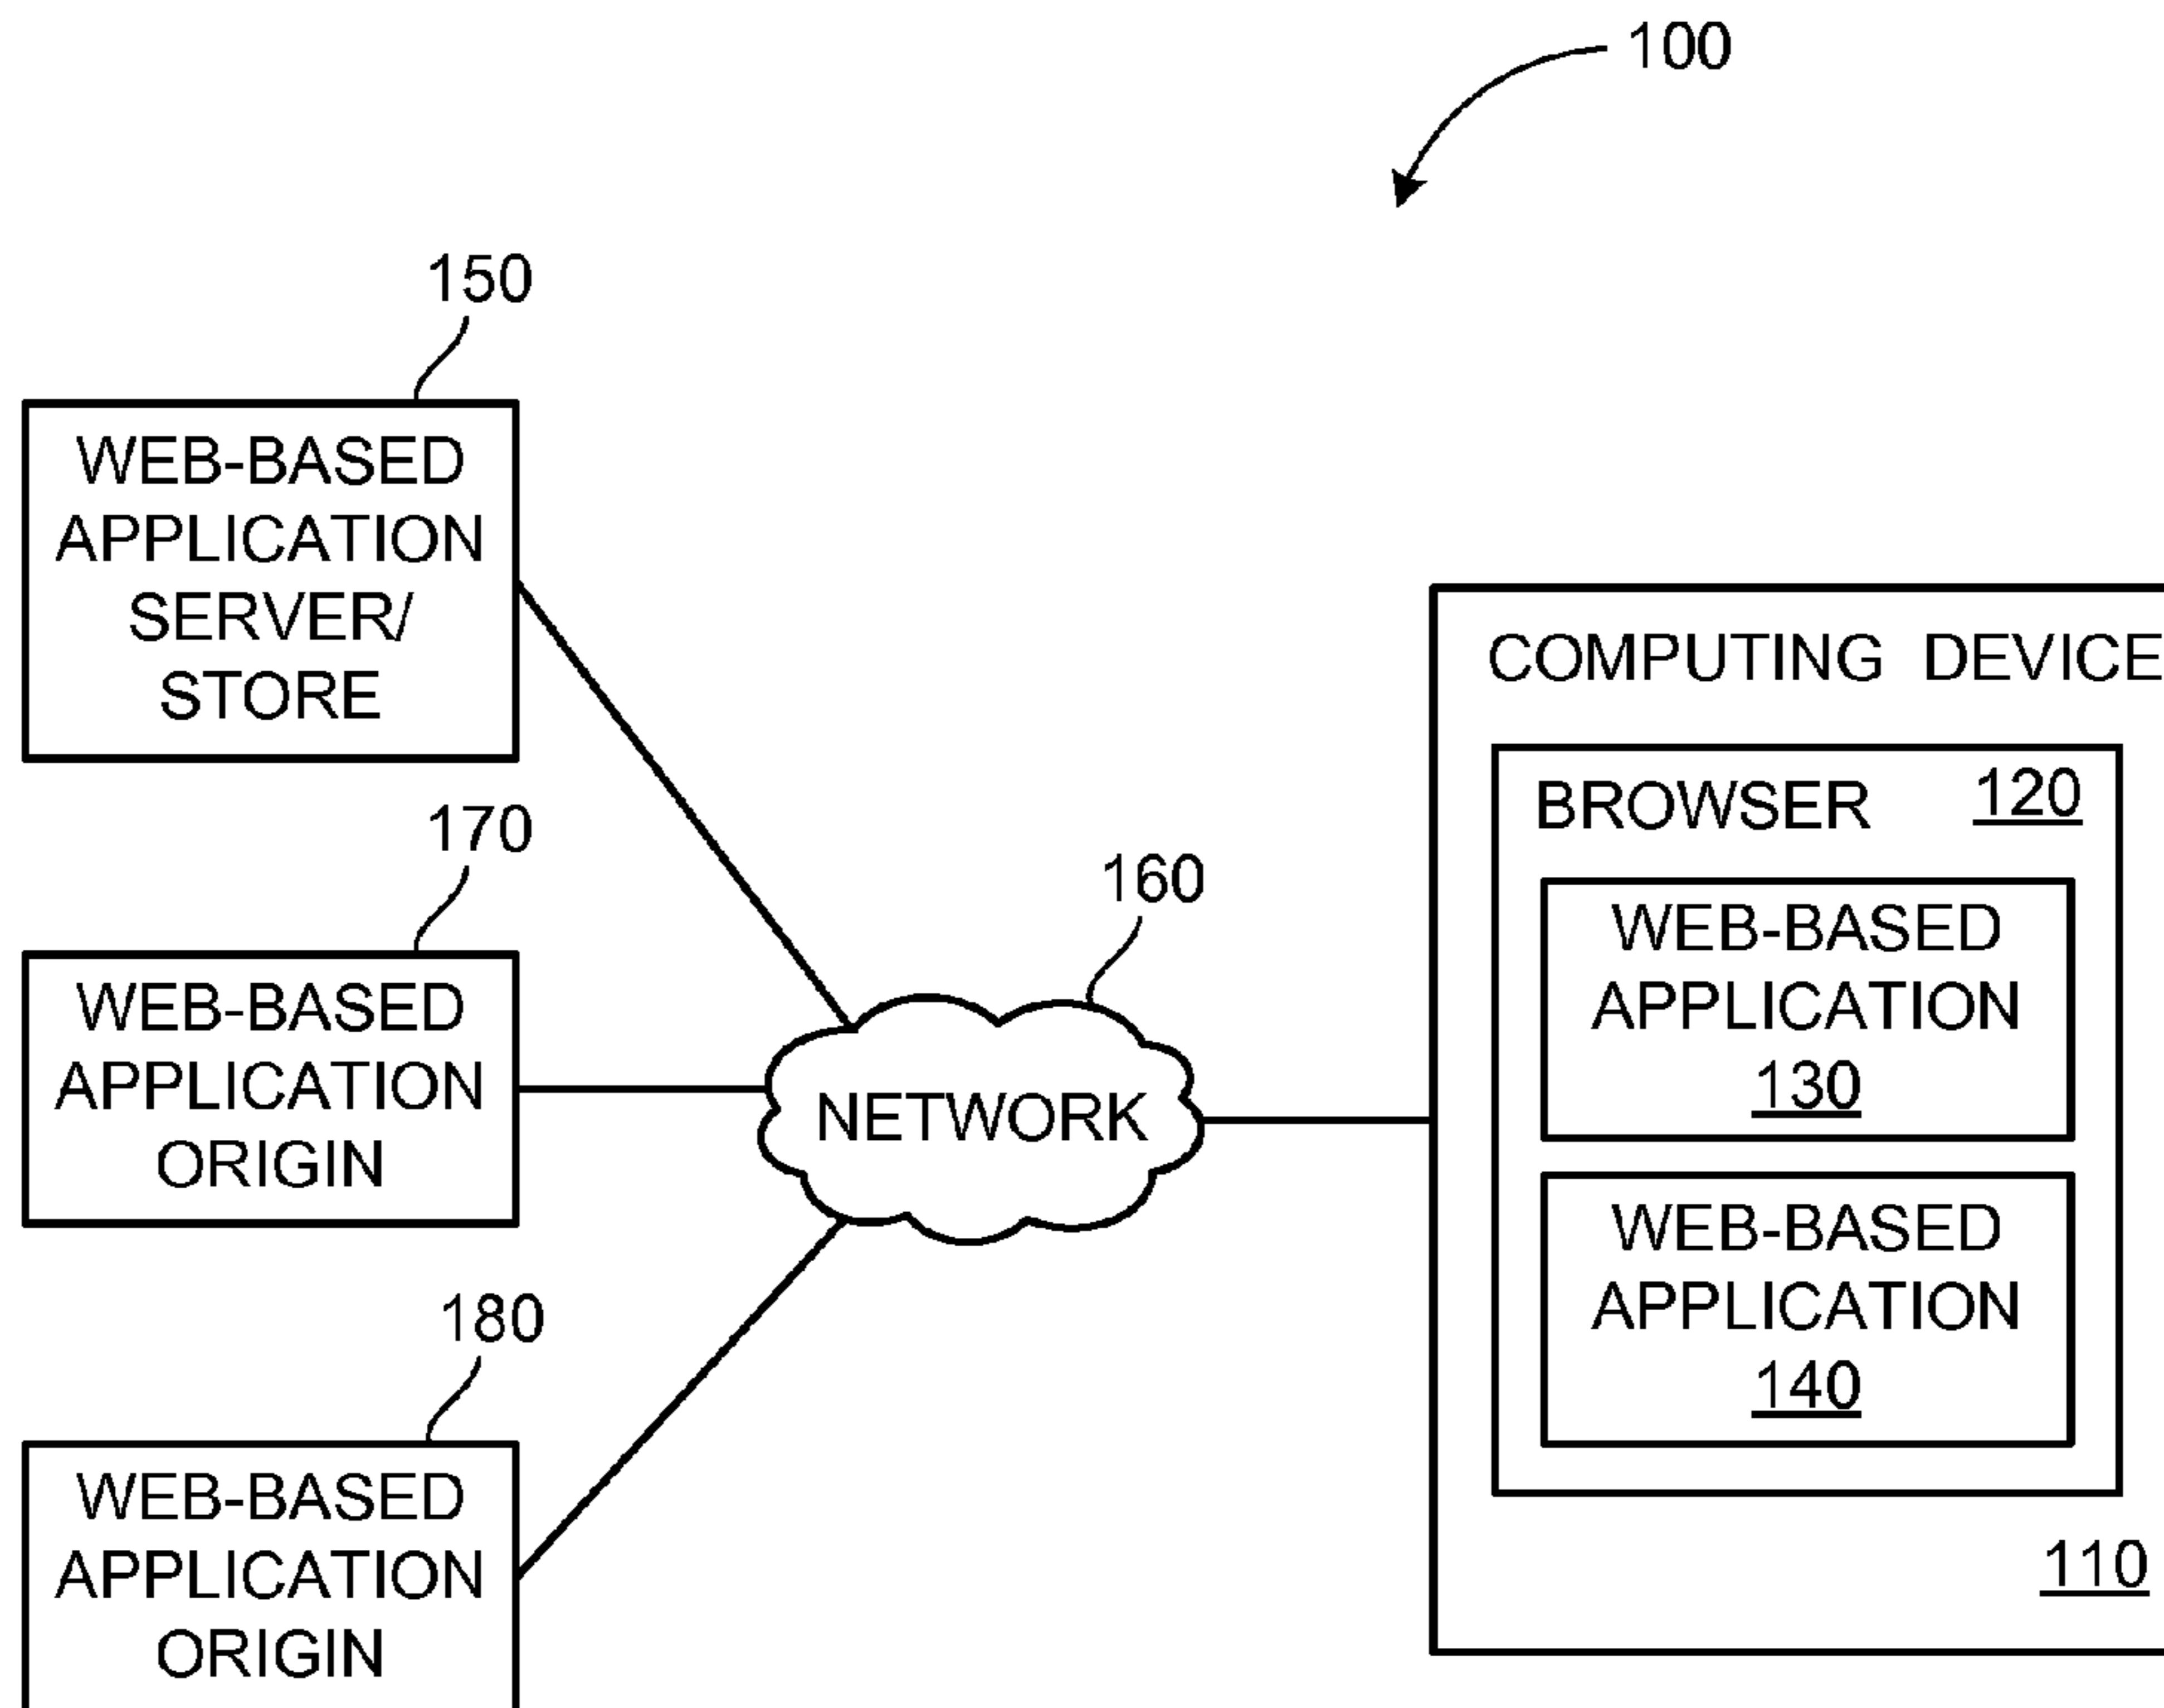 100
150
WEB-BASED
APPLICATION
SERVER/
STORE
170
WEB-BASED
APPLICATION
ORIGIN
180
WEB-BASED
APPLICATION
ORIGIN
160
NETWORK
COMPUTING DEVICE
BROWSER 120
WEB-BASED
APPLICATION
130
WEB-BASED
APPLICATION
140
110